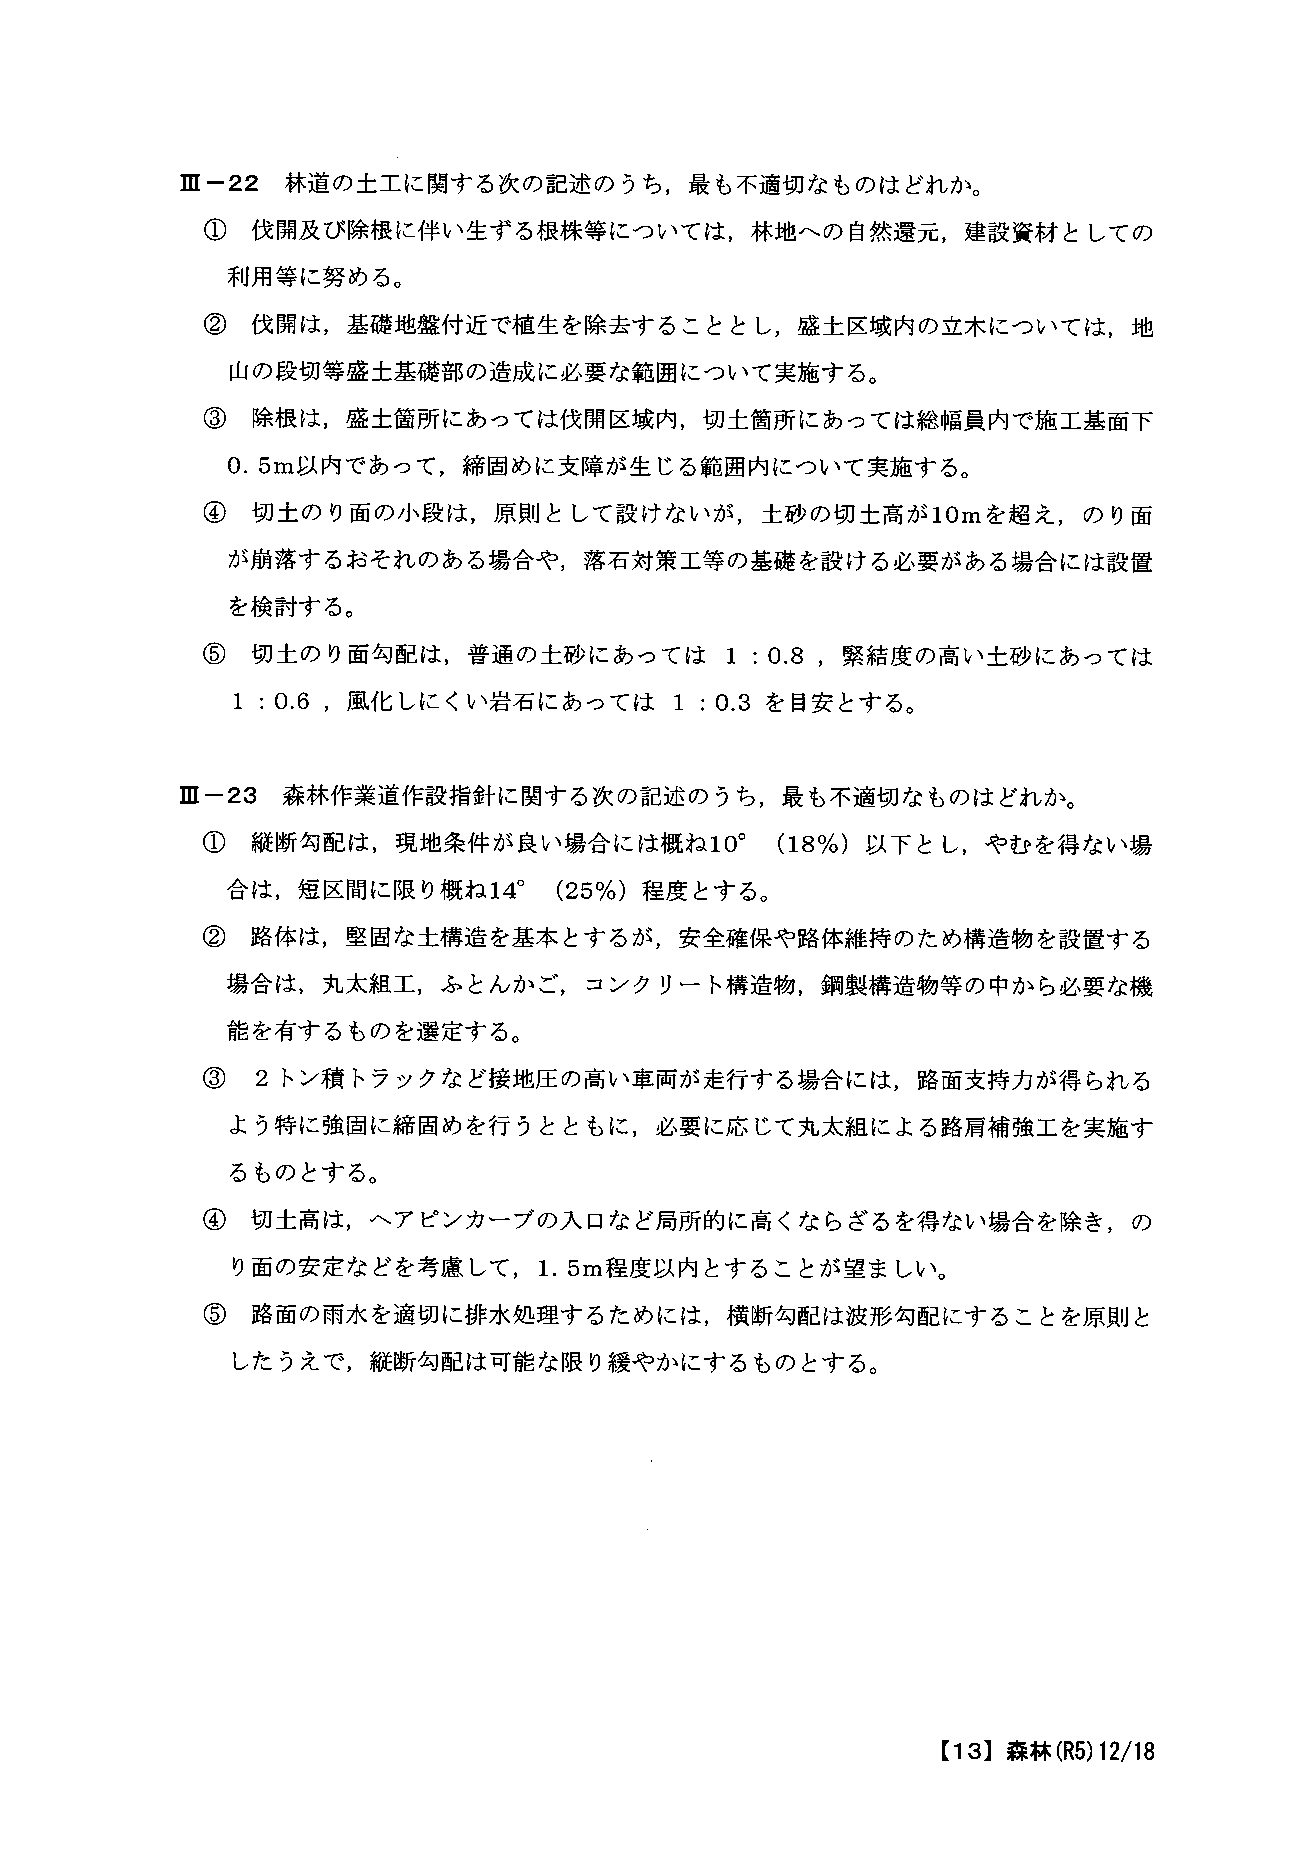 Ⅲ－22　林道の土工に関する次の記述のうち，最も不適切なものはどれか。
①　伐開及び除根に伴い生ずる根株等については，林地への自然還元，建設資材としての
利用等に努める。
②　伐開は，基礎地盤付近で植生を除去することとし，盛土区域内の立木については，地
山の段切等盛土基礎部の造成に必要な範囲について実施する。
③　除根は，盛土箇所にあっては伐開区域内，切土箇所にあっては総幅員内で施工基面下
0.5m以内であって，締固めに支障が生じる範囲内について実施する。
④　切土のり面の小段は，原則として設けないが，土砂の切土高が10mを超え，のり面
が崩落するおそれのある場合や，落石対策工等の基礎を設ける必要がある場合には設置
を検討する。
⑤　切土のり面勾配は，普通の土砂にあっては 1：0.8 ，緊結度の高い土砂にあっては
1：0.6 ，風化しにくい岩石にあっては 1：0.3 を目安とする。
Ⅲ－23　森林作業道作設指針に関する次の記述のうち，最も不適切なものはどれか。
①　縦断勾配は，現地条件が良い場合には概ね10°（18％）以下とし，やむを得ない場
合は，短区間に限り概ね14°（25％）程度とする。
②　路体は，堅固な土構造を基本とするが，安全確保や路体維持のため構造物を設置する
場合は，丸太組工，ふとんかご，コンクリート構造物，鋼製構造物等の中から必要な機
能を有するものを選定する。
③　２トン積トラックなど接地圧の高い車両が走行する場合には，路面支持力が得られる
よう特に強固に締固めを行うとともに，必要に応じて丸太組による路肩補強工を実施す
るものとする。
④　切土高は，ヘアピンカーブの入口など局所的に高くならざるを得ない場合を除き，の
り面の安定などを考慮して，1.5m程度以内とすることが望ましい。
⑤　路面の雨水を適切に排水処理するためには，横断勾配は波形勾配にすることを原則と
したうえで，縦断勾配は可能な限り緩やかにするものとする。
【13】森林(R5)12/18